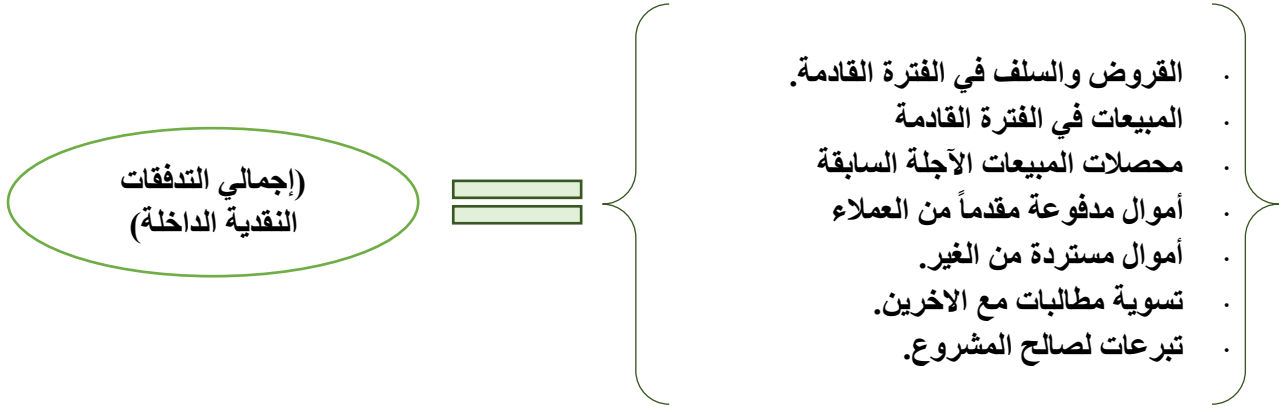 · القروض والسلف في الفترة القادمة.
· المبيعات في الفترة القادمة
· محصلات المبيعات الآجلة السابقة
· أموال مدفوعة مقدماً من العملاء
· أموال مستردة من الغير.
· تسوية مطالبات مع الاخرين.
· تبرعات لصالح المشروع.
(إجمالي التدفقات
النقدية الداخلة)